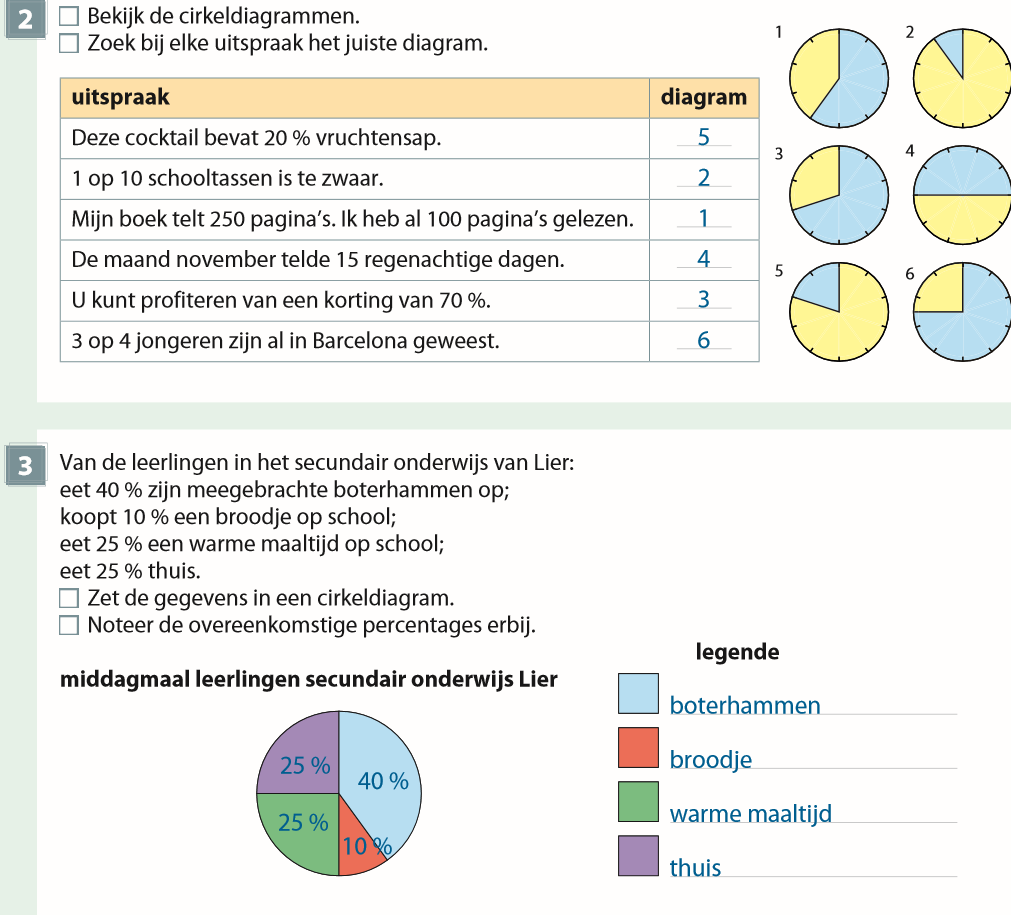 2
Bekijk de cirkeldiagrammen.
Zoek bij elke uitspraak het juiste diagram.
uitspraak diagram
Deze cocktail bevat 20 % vruchtensap. 5
1 op 10 schooltassen is te zwaar. 2
Mijn boek telt 250 pagina’s. Ik heb al 100 pagina’s gelezen. 1
De maand november telde 15 regenachtige dagen. 4
U kunt profiteren van een korting van 70 %. 3
3 op 4 jongeren zijn al in Barcelona geweest. 6
1 2
3 4
5 6
3
Van de leerlingen in het secundair onderwijs van Lier:
eet 40 % zijn meegebrachte boterhammen op;
koopt 10 % een broodje op school;
eet 25 % een warme maaltijd op school;
eet 25 % thuis.
Zet de gegevens in een cirkeldiagram.
Noteer de overeenkomstige percentages erbij.
middagmaal leerlingen secundair onderwijs Lier
25 % 40 %
25 % 10 %
legende
boterhammen
broodje
warme maaltijd
thuis